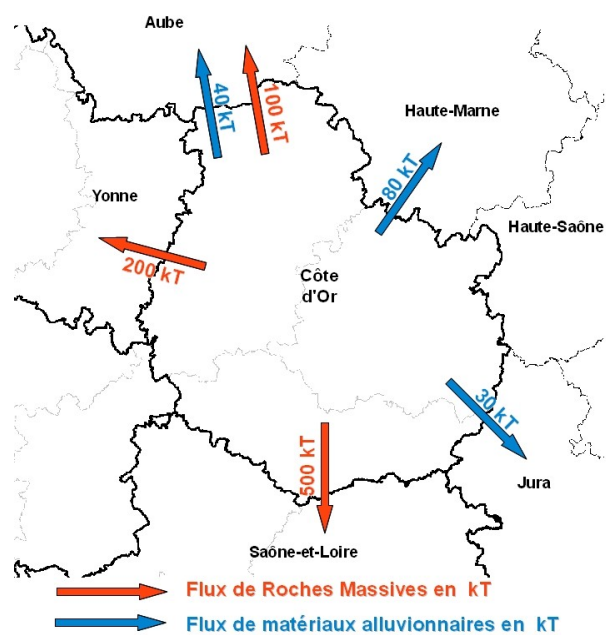 Aube
40 kT
100 kT
Haute-Marne
80 kT
Yonne
Haute-Saône
200 kT
Côte
d'Or
30 kT
500 kT
Jura
Saône-et-Loire
Flux de Roches Massives en kT
Flux de matériaux alluvionnaires en kT